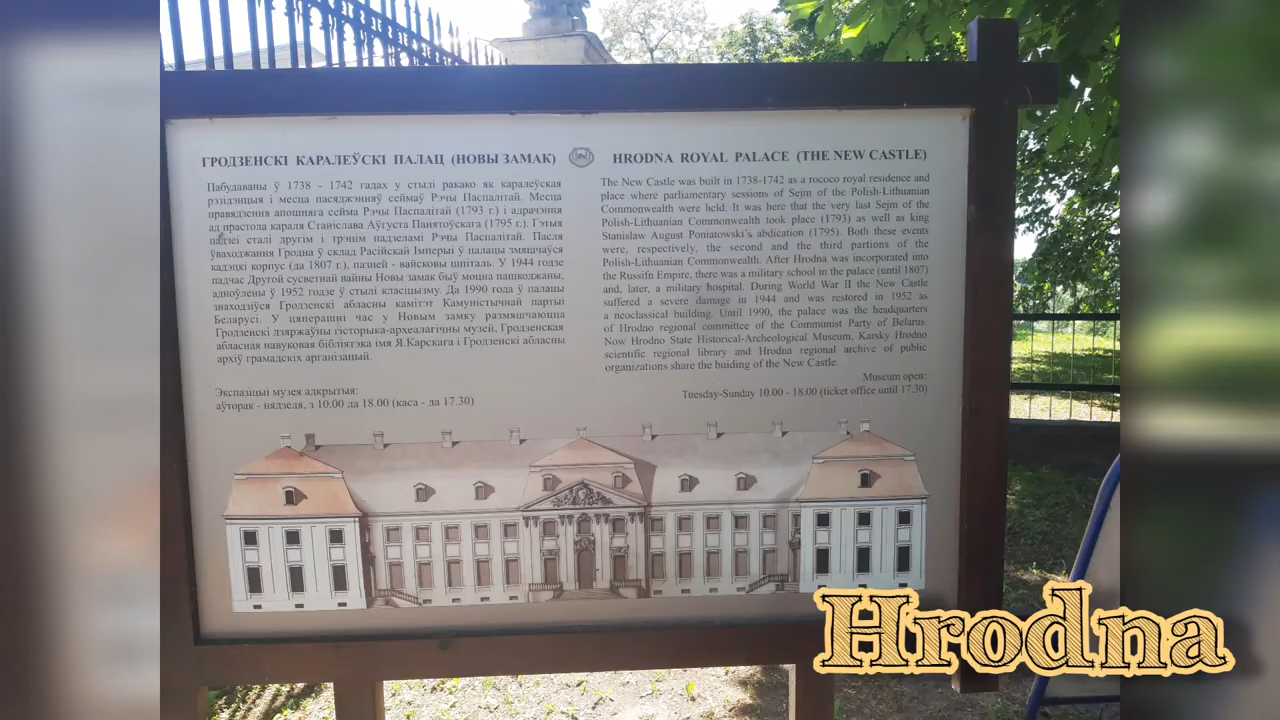 ГРОДЗЕНСКІ КАРАЛЕЎСКІ ПАЛАЦ (НОВЫ ЗАМАК)
Пабудаваны ў 1738 - 1742 гадах у стылі ракако як каралеўская
рэзідэнцыя і месца пасяджэнняў сеймаў Рэчы Паспалітай. Месца
правядзення апошняга сейма Рэчы Паспалітай (1793 г.) і адрачэння
ад прастола караля Станіслава Аўгуста Панятоўскага (1795 г.). Гэтыя
падзеі сталі другім і трэцім падзеламі Рэчы Паспалітай. Пасля
ўваходжання Гродна ў склад Расійскай Імперыі ў палацы змяшчаўся
кадэцкі корпус (да 1807 г.), пазней - вайсковы шпіталь. У 1944 годзе
падчас Другой сусветнай вайны Новы замак быў моцна пашкоджаны,
адноўлены ў 1952 годзе ў стылі класіцызму. Да 1990 года ў палацы
знаходзіўся Гродзенскі абласны камітэт Камуністычнай партыі
Беларусі. У цяперашні час у Новым замку размяшчаюцца
Гродзенскі дзяржаўны гісторыка-археалагічны музей, Гродзенская
абласная навуковая бібліятэка імя Я.Карскага і Гродзенскі абласны
архіў грамадскіх арганізацый.
Экспазіцыі музея адкрытыя:
аўторак - нядзеля, з 10.00 да 18.00 (каса - да 17.30)
HRODNA ROYAL PALACE (THE NEW CASTLE)
The New Castle was built in 1738-1742 as a rococo royal residence and
place where parliamentary sessions of Sejm of the Polish-Lithuanian
Commonwealth were held. It was here that the very last Sejm of the
Polish-Lithuanian Commonwealth took place (1793) as well as king
Stanisław August Poniatowski's abdication (1795). Both these events
were, respectively, the second and the third partions of the
Polish-Lithuanian Commonwealth. After Hrodna was incorporated into
the Russifn Empire, there was a military school in the palace (until 1807)
and, later, a military hospital. During World War II the New Castle
suffered a severe damage in 1944 and was restored in 1952 as
a neoclassical building. Until 1990, the palace was the headquarters
of Hrodno regional committee of the Communist Party of Belarus.
Now Hrodno State Historical-Archeological Museum, Karsky Hrodno
scientific regional library and Hrodna regional archive of public
organizations share the buiding of the New Castle.
Museum open:
Tuesday-Sunday 10.00 - 18.00 (ticket office until 17.30)
Hrodna